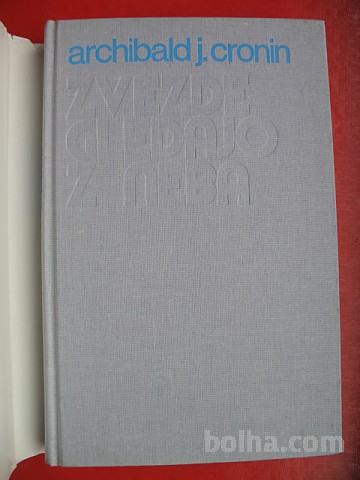 archibald j. cronin
ZVEZDE
GLEDAJO
Z NEBA
bolha.com